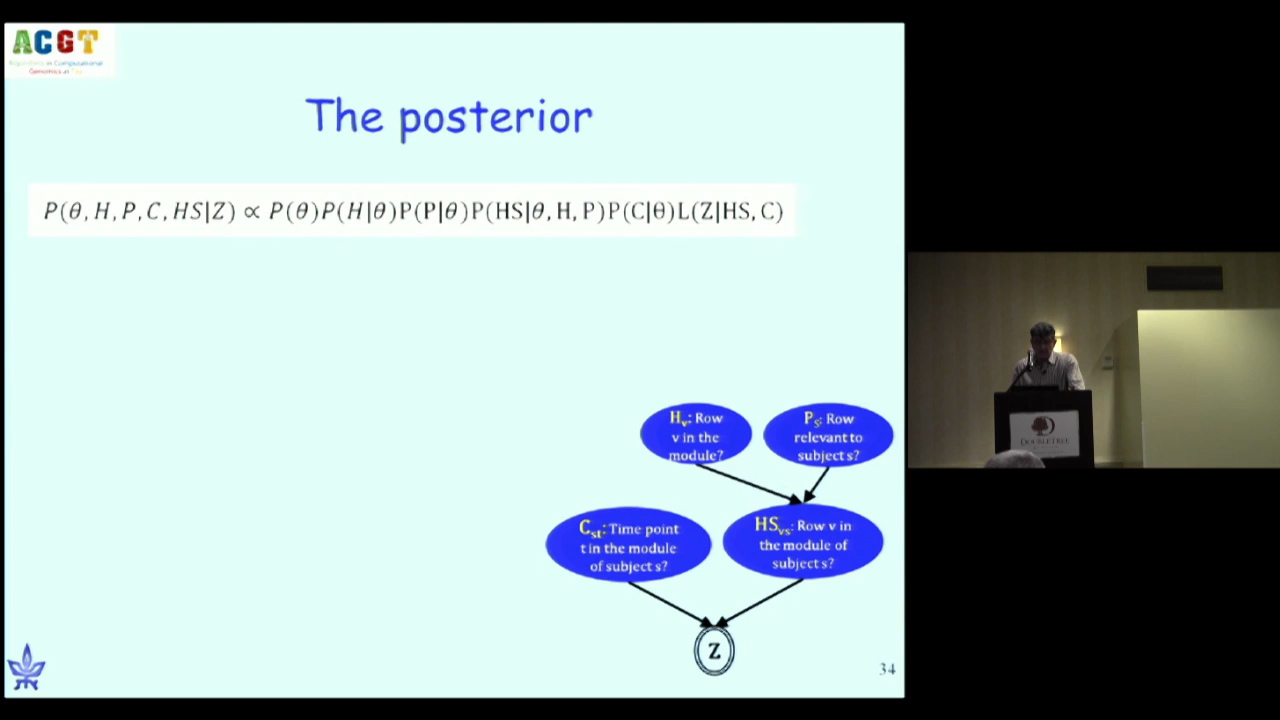 ACGT
Algorithms in Computational
Genomics at Tau
The posterior
P(θ, H, P, C, HS|Z) ∝ P(θ)P(H|θ)P(P|θ)P(HS|θ, H, P)P(C|θ)L(Z|HS, C)
H_v: Row
v in the
module?
P_s: Row
relevant to
subject s?
C_st: Time point
t in the module
of subject s?
HS_vs: Row v in
the module of
subject s?
Z
34
DOUBLETREE